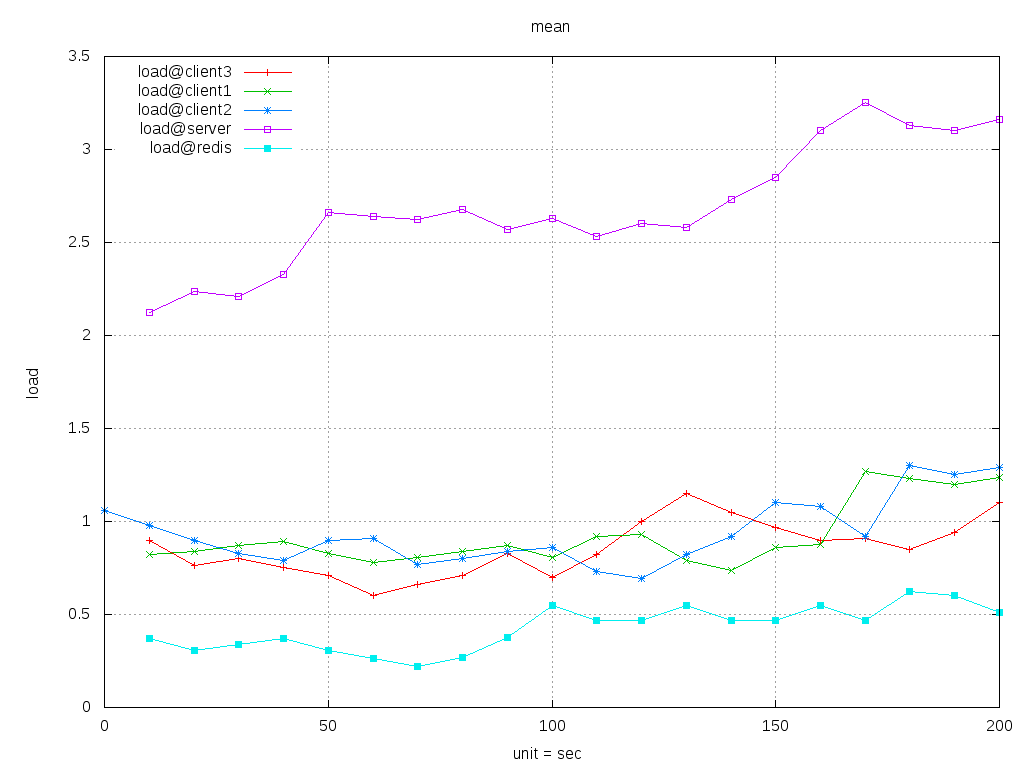 mean
3.5
3
2.5
2
1.5
1
0.5
0
load
load@client3
load@client1
load@client2
load@server
load@redis
0 50 100 150 200
unit = sec